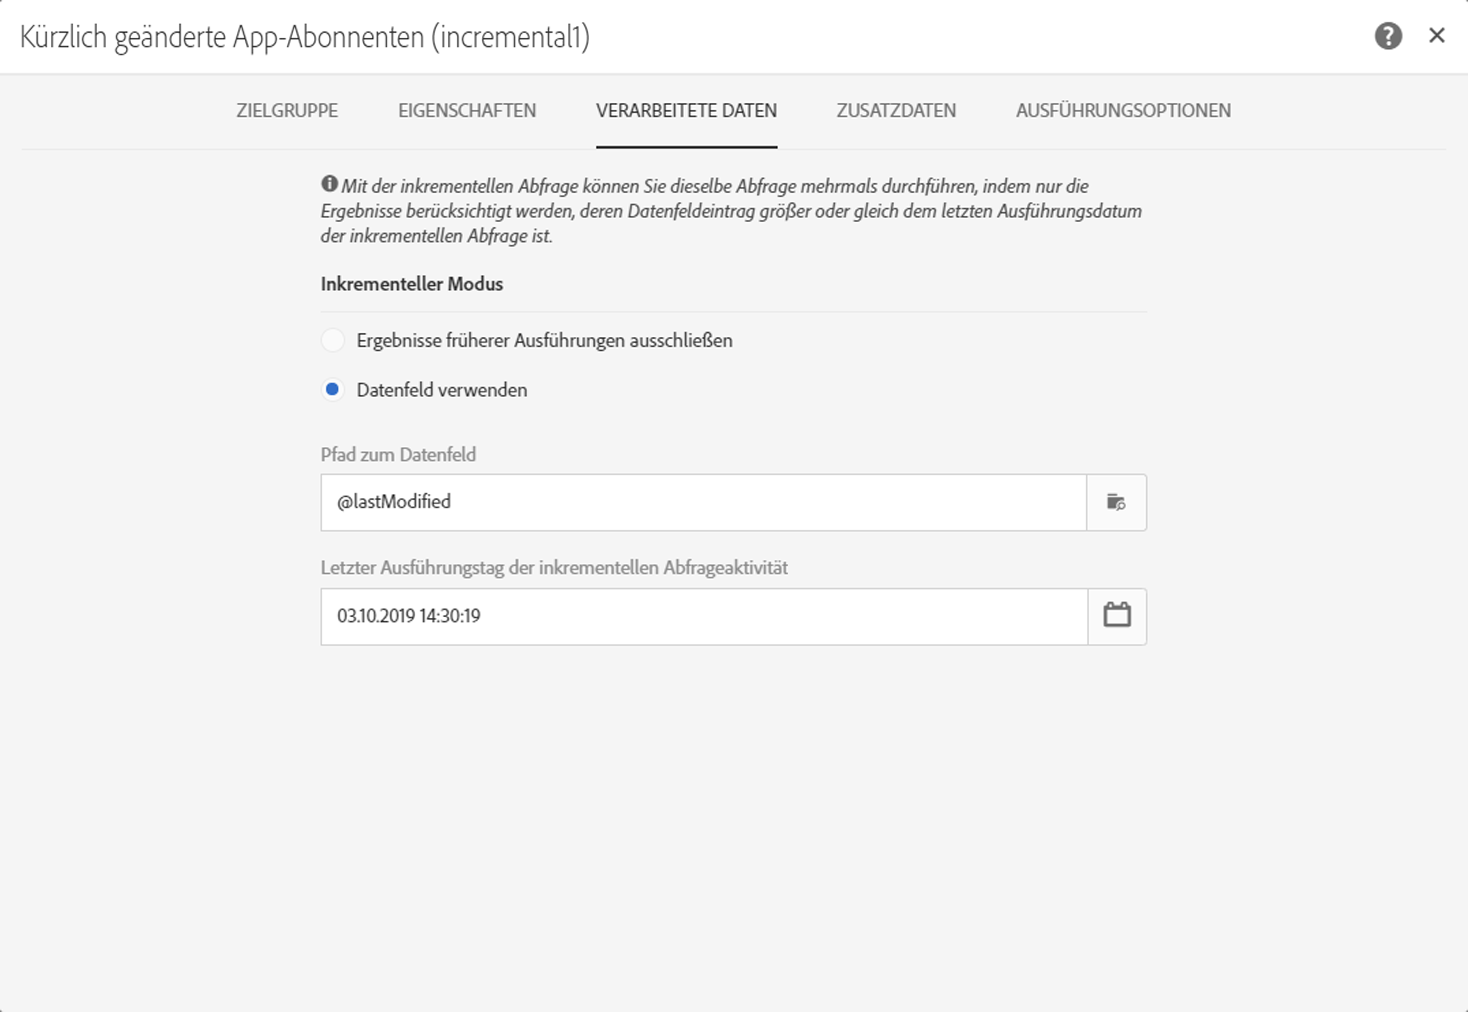 Kürzlich geänderte App-Abonnenten (incremental1)
ZIELGRUPPE EIGENSCHAFTEN VERARBEITETE DATEN ZUSATZDATEN AUSFÜHRUNGSOPTIONEN
Mit der inkrementellen Abfrage können Sie dieselbe Abfrage mehrmals durchführen, indem nur die
Ergebnisse berücksichtigt werden, deren Datenfeldeintrag größer oder gleich dem letzten Ausführungsdatum
der inkrementellen Abfrage ist.
Inkrementeller Modus
Ergebnisse früherer Ausführungen ausschließen
Datenfeld verwenden
Pfad zum Datenfeld
@lastModified
Letzter Ausführungstag der inkrementellen Abfrageaktivität
03.10.2019 14:30:19